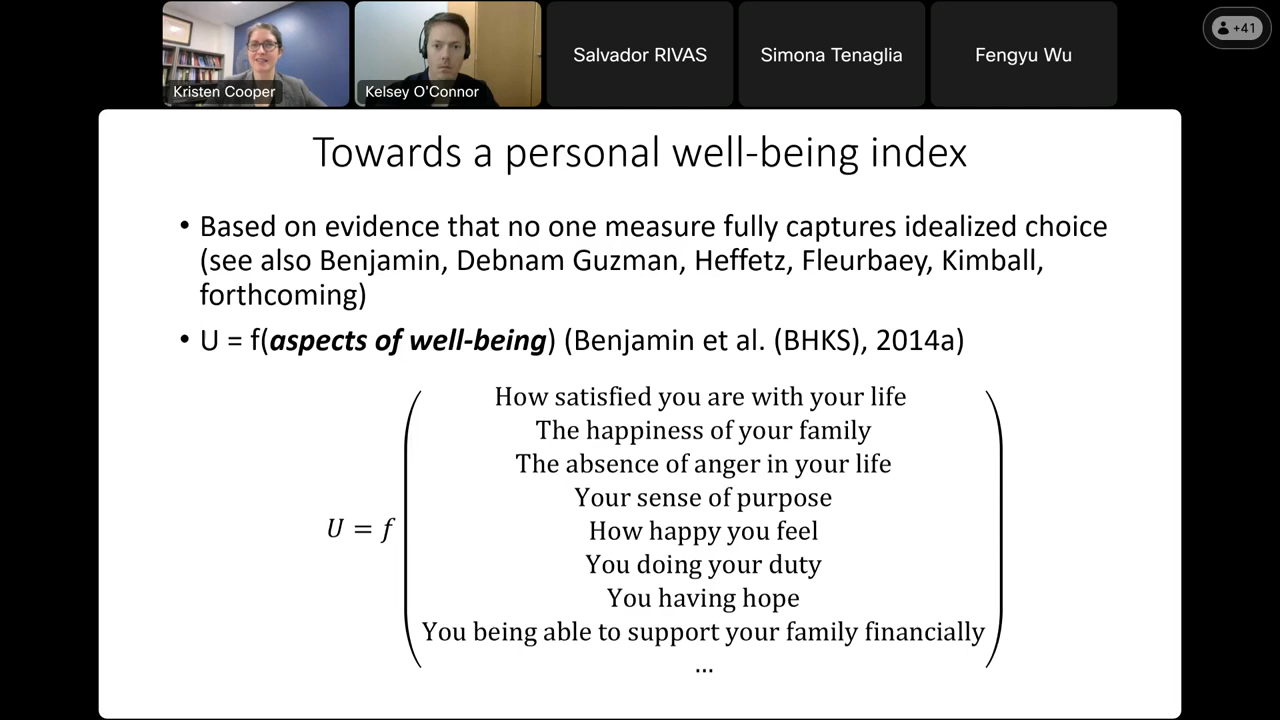 Kristen Cooper
Kelsey O'Connor
Salvador RIVAS
Simona Tenaglia
Fengyu Wu
+41
Towards a personal well-being index
• Based on evidence that no one measure fully captures idealized choice
(see also Benjamin, Debnam Guzman, Heffetz, Fleurbaey, Kimball,
forthcoming)
• U = f(aspects of well-being) (Benjamin et al. (BHKS), 2014a)
How satisfied you are with your life
The happiness of your family
The absence of anger in your life
Your sense of purpose
U = f
How happy you feel
You doing your duty
You having hope
You being able to support your family financially
...